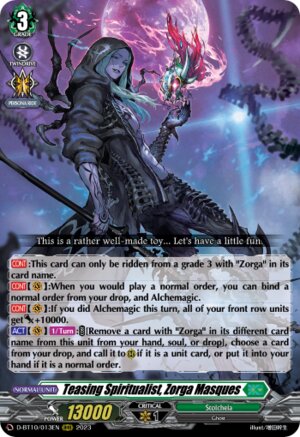 3
GRADE
TWINDRIVE
PERSONA RIDE
This is a rather well-made toy... Let's have a little fun.
CONT:This card can only be ridden from a grade 3 with "Zorga" in its
card name.
CONT:When you would play a normal order, you can bind a
normal order from your drop, and Alchemagic.
CONT:If you did Alchemagic this turn, all of your front row units
get +10000.
ACT 1/Turn:[Remove a card with "Zorga" in its different card
name from this unit from your hand, soul, or drop], choose a card
from your drop, and call it to if it is a unit card, or put it into
your hand if it is a normal order.
NORMAL UNIT
Teasing Spiritualist, Zorga Masques
POWER 13000
CRITICAL
1
Stoicheia
Ghost
D-BT10/013EN RRR 2023